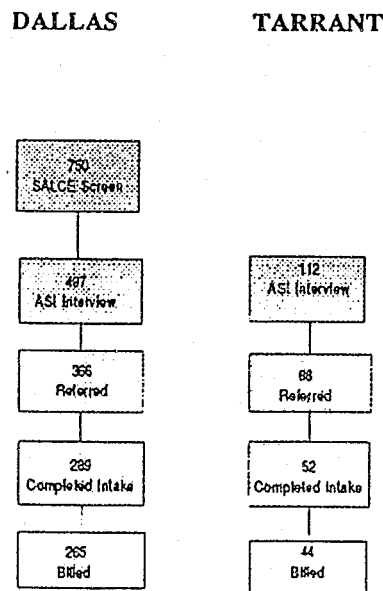 DALLAS
TARRANT
750
SALCE Screen
497
ASI Interview
112
ASI Interview
366
Referred
68
Referred
289
Completed Intake
52
Completed Intake
265
Billed
44
Billed